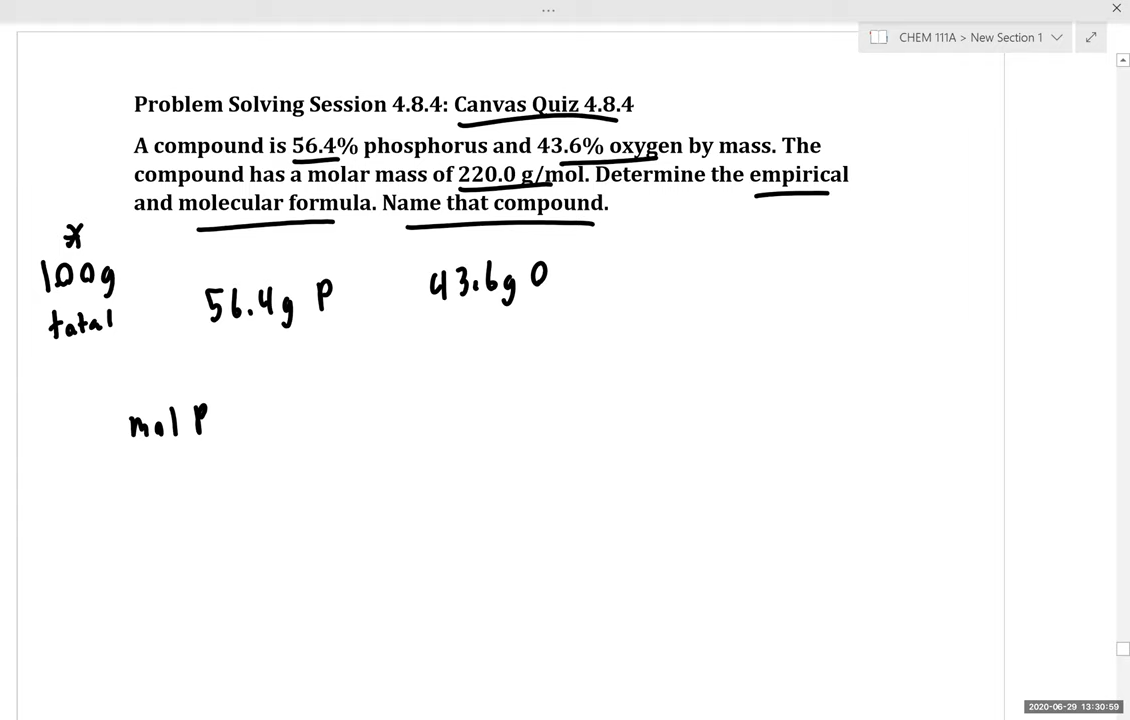 CHEM 111A > New Section 1
Problem Solving Session 4.8.4: Canvas Quiz 4.8.4
A compound is 56.4% phosphorus and 43.6% oxygen by mass. The
compound has a molar mass of 220.0 g/mol. Determine the empirical
and molecular formula. Name that compound.
*
100g
total
56.4g P
43.6g O
mol P
2020-06-29 13:30:59